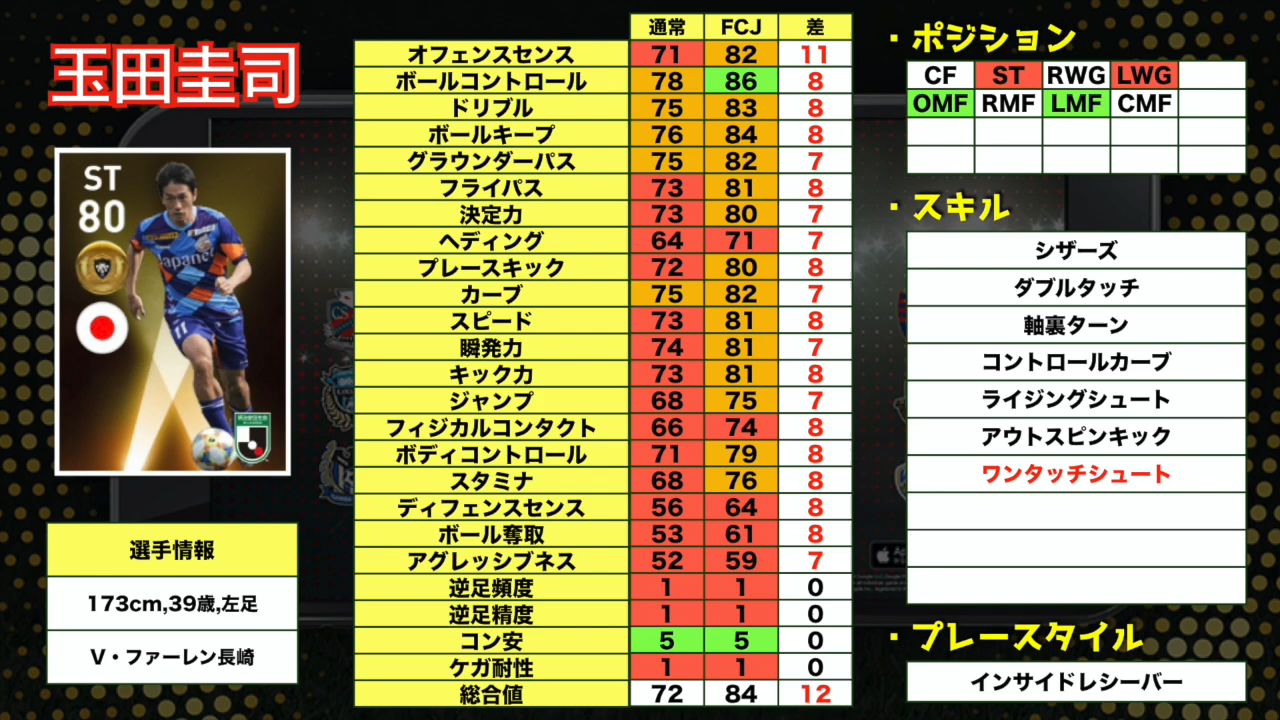 玉田圭司
ST
80
Japanet
11
選手情報
173cm,39歳,左足
V・ファーレン長崎
通常 FCJ 差
オフェンスセンス 71 82 11
ボールコントロール 78 86 8
ドリブル 75 83 8
ボールキープ 76 84 8
グラウンダーパス 75 82 7
フライパス 73 81 8
決定力 73 80 7
ヘディング 64 71 7
プレースキック 72 80 8
カーブ 75 82 7
スピード 73 81 8
瞬発力 74 81 7
キック力 73 81 8
ジャンプ 68 75 7
フィジカルコンタクト 66 74 8
ボディコントロール 71 79 8
スタミナ 68 76 8
ディフェンスセンス 56 64 8
ボール奪取 53 61 8
アグレッシブネス 52 59 7
逆足頻度 1 1 0
逆足精度 1 1 0
コン安 5 5 0
ケガ耐性 1 1 0
総合値 72 84 12
・ポジション
CF ST RWG LWG
OMF RMF LMF CMF
・スキル
シザーズ
ダブルタッチ
軸裏ターン
コントロールカーブ
ライジングシュート
アウトスピンキック
ワンタッチシュート
・プレースタイル
インサイドレシーバー